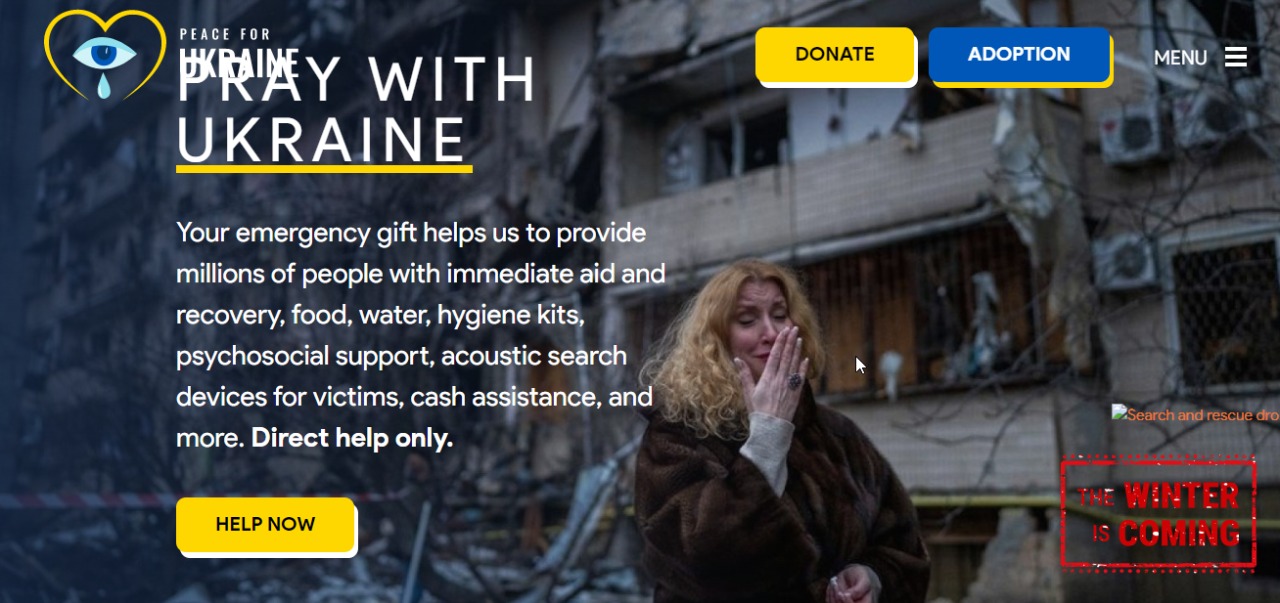 PEACE FOR
UKRAINE
DONATE
ADOPTION
MENU
PRAY WITH
UKRAINE
Your emergency gift helps us to provide
millions of people with immediate aid and
recovery, food, water, hygiene kits,
psychosocial support, acoustic search
devices for victims, cash assistance, and
more. Direct help only.
HELP NOW
Search and rescue dro
THE WINTER
IS COMING